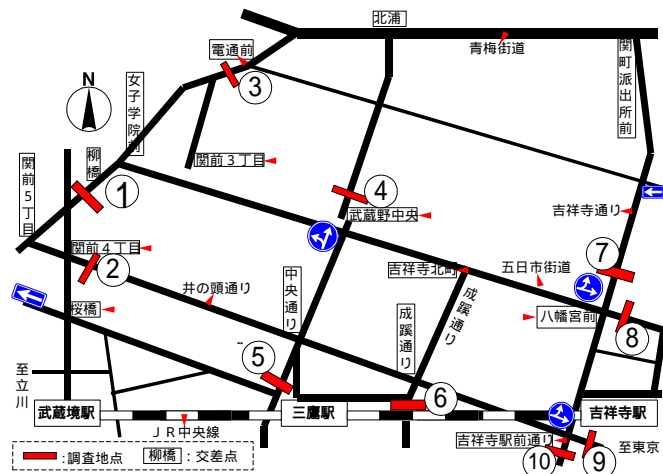 北浦
電通前
青梅街道
関町派出所前
N
③
女子学院前
柳橋
関前3丁目
関前5丁目
①
④
武蔵野中央
吉祥寺通り
関前4丁目
②
吉祥寺北町
五日市街道
⑦
桜橋
井の頭通り
中央通り
成蹊通り
成蹊通り
八幡宮前
⑧
至立川
⑤
⑥
武蔵境駅
三鷹駅
吉祥寺駅
JR中央線
吉祥寺駅前通り
至東京
⑩
⑨
:調査地点
柳橋
:交差点